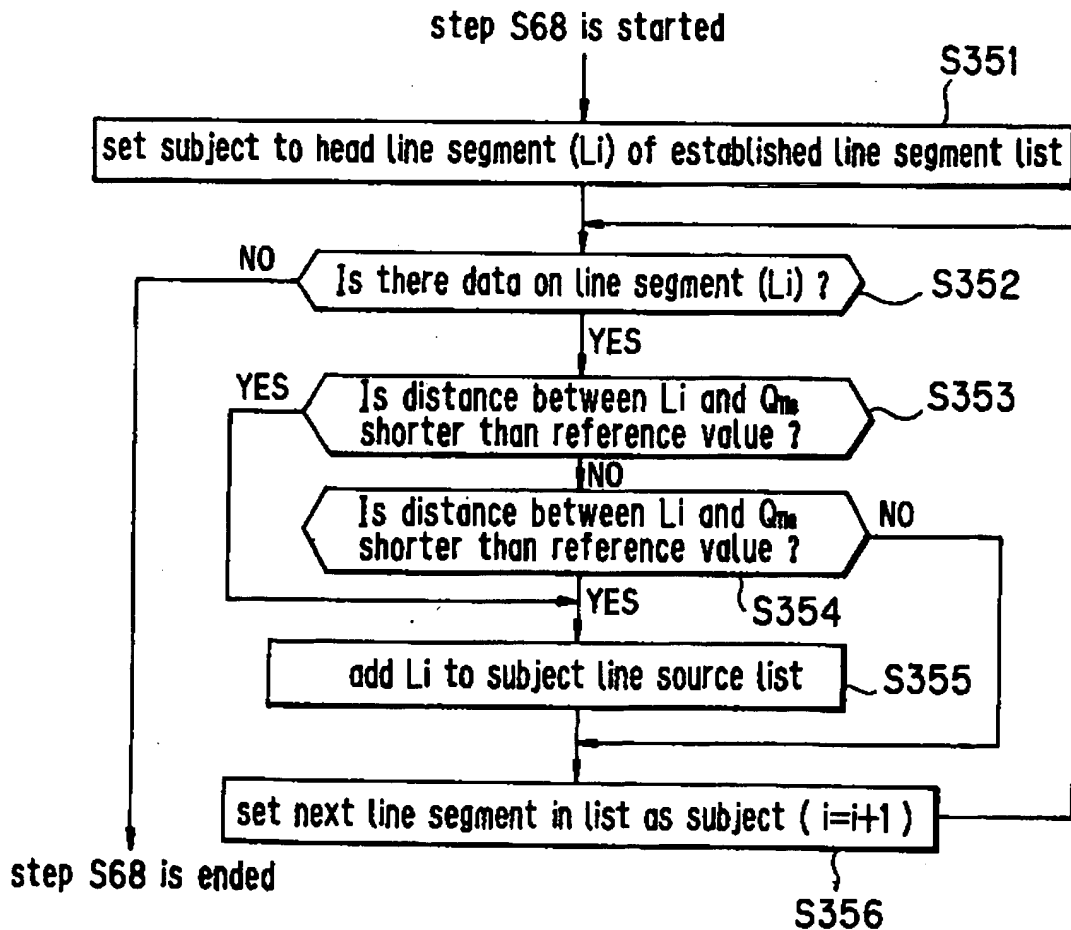 step S68 is started
S351
set subject to head line segment (Li) of established line segment list
NO
Is there data on line segment (Li) ?
S352
YES
YES
Is distance between Li and Qms
shorter than reference value ?
S353
NO
Is distance between Li and Qme
shorter than reference value ?
NO
YES
S354
add Li to subject line source list
S355
set next line segment in list as subject ( i=i+1 )
step S68 is ended
S356